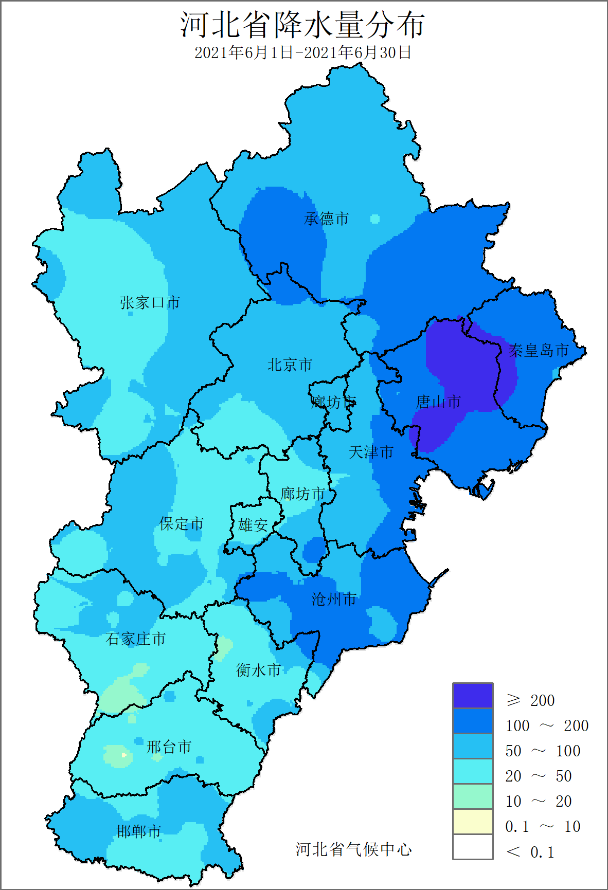 河北省降水量分布
2021年6月1日-2021年6月30日
承德市
张家口市
秦皇岛市
北京市
廊坊市
唐山市
天津市
廊坊市
保定市
雄安
沧州市
石家庄市
衡水市
邢台市
邯郸市
≥ 200
100 ～ 200
50 ～ 100
20 ～ 50
10 ～ 20
0.1 ～ 10
＜ 0.1
河北省气候中心